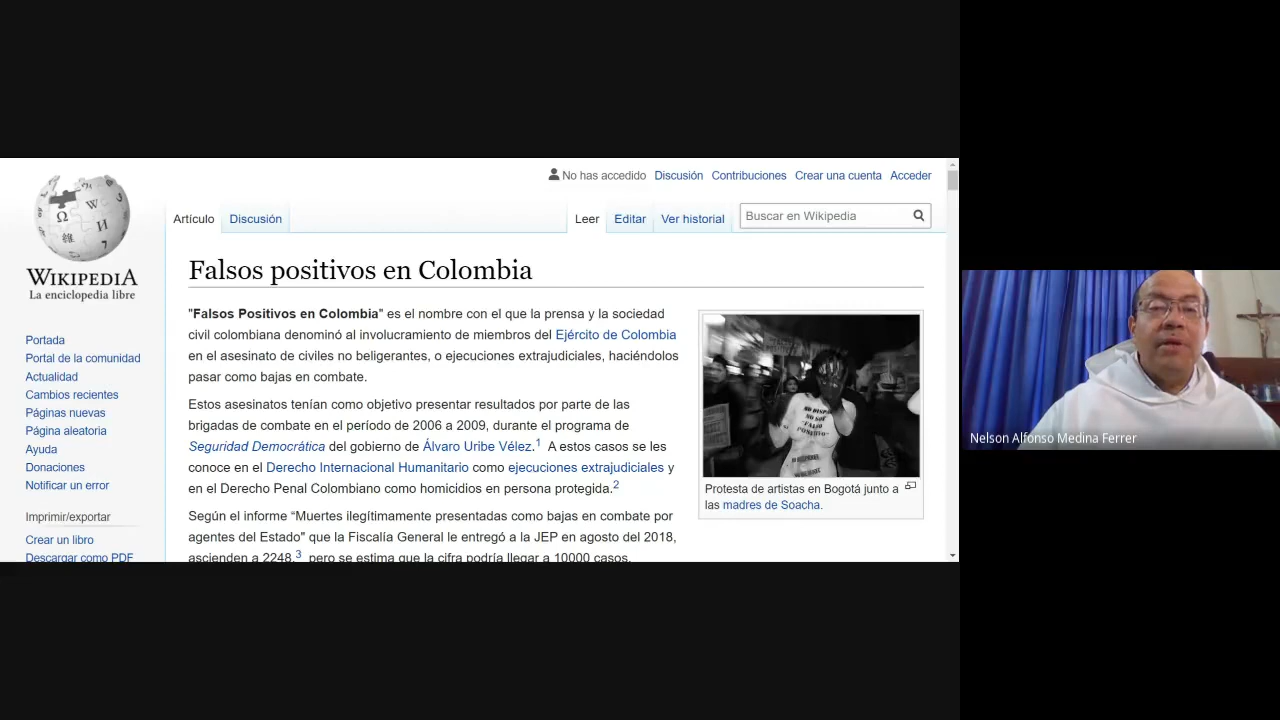 No has accedido Discusión Contribuciones Crear una cuenta Acceder
Artículo Discusión Leer Editar Ver historial Buscar en Wikipedia
WIKIPEDIA
La enciclopedia libre
Portada
Portal de la comunidad
Actualidad
Cambios recientes
Páginas nuevas
Página aleatoria
Ayuda
Donaciones
Notificar un error
Imprimir/exportar
Crear un libro
Descargar como PDF
Falsos positivos en Colombia
"Falsos Positivos en Colombia" es el nombre con el que la prensa y la sociedad
civil colombiana denominó al involucramiento de miembros del Ejército de Colombia
en el asesinato de civiles no beligerantes, o ejecuciones extrajudiciales, haciéndolos
pasar como bajas en combate.
Estos asesinatos tenían como objetivo presentar resultados por parte de las
brigadas de combate en el período de 2006 a 2009, durante el programa de
Seguridad Democrática del gobierno de Álvaro Uribe Vélez.1 A estos casos se les
conoce en el Derecho Internacional Humanitario como ejecuciones extrajudiciales y
en el Derecho Penal Colombiano como homicidios en persona protegida.2
Según el informe “Muertes ilegítimamente presentadas como bajas en combate por
agentes del Estado" que la Fiscalía General le entregó a la JEP en agosto del 2018,
ascienden a 2248,3 pero se estima que la cifra podría llegar a 10000 casos.
NO
NO SOY
"FALSO
POSITIVO"
Protesta de artistas en Bogotá junto a
las madres de Soacha.
Nelson Alfonso Medina Ferrer